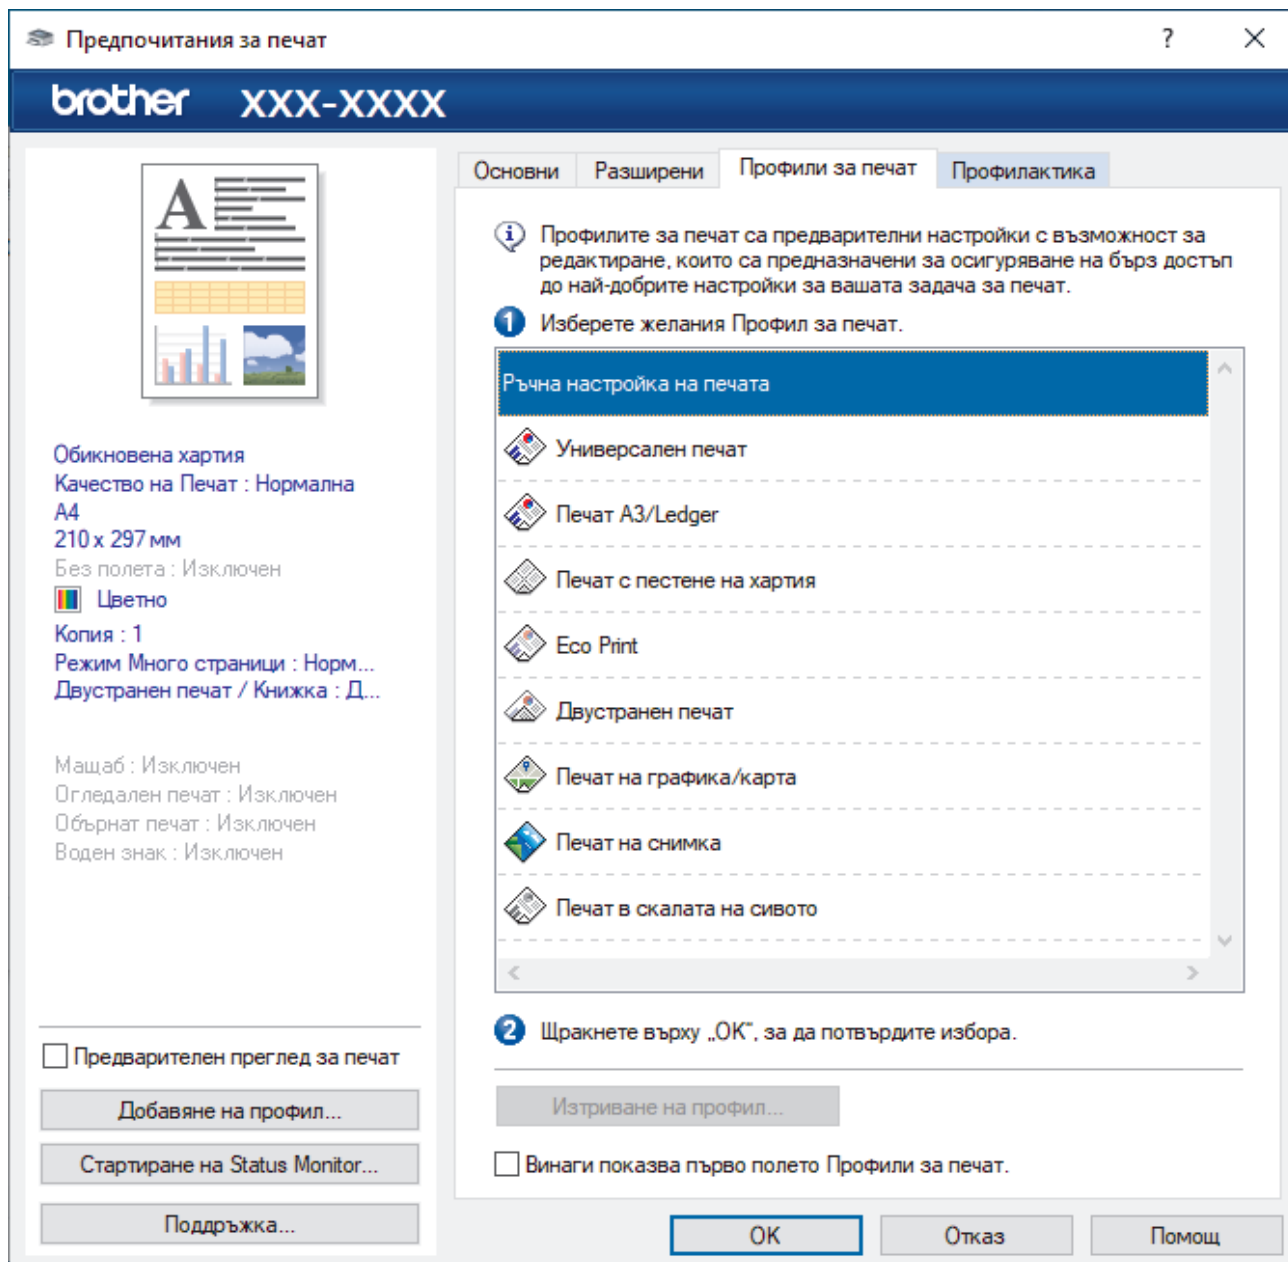 Предпочитания за печат
?
brother XXX-XXXX
A
Обикновена хартия
Качество на Печат : Нормална
A4
210 x 297 мм
Без полета : Изключен
Цветно
Копия : 1
Режим Много страници : Норм...
Двустранен печат / Книжка : Д...
Мащаб : Изключен
Огледален печат : Изключен
Обърнат печат : Изключен
Воден знак : Изключен
Предварителен преглед за печат
Добавяне на профил...
Стартиране на Status Monitor...
Поддръжка...
Основни Разширени Профили за печат Профилактика
Профилите за печат са предварителни настройки с възможност за
редактиране, които са предназначени за осигуряване на бърз достъп
до най-добрите настройки за вашата задача за печат.
1 Изберете желания Профил за печат.
Ръчна настройка на печата
Универсален печат
Печат A3/Ledger
Печат с пестене на хартия
Eco Print
Двустранен печат
Печат на графика/карта
Печат на снимка
Печат в скалата на сивото
2 Щракнете върху „OK", за да потвърдите избора.
Изтриване на профил...
Винаги показва първо полето Профили за печат.
OK Отказ Помощ